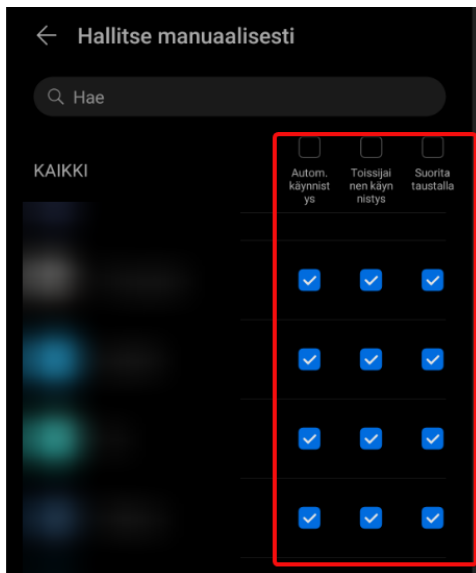 Hallitse manuaalisesti
Hae
KAIKKI
Autom.
käynnist
ys
Toissijai
nen käyn
nistys
Suorita
taustalla